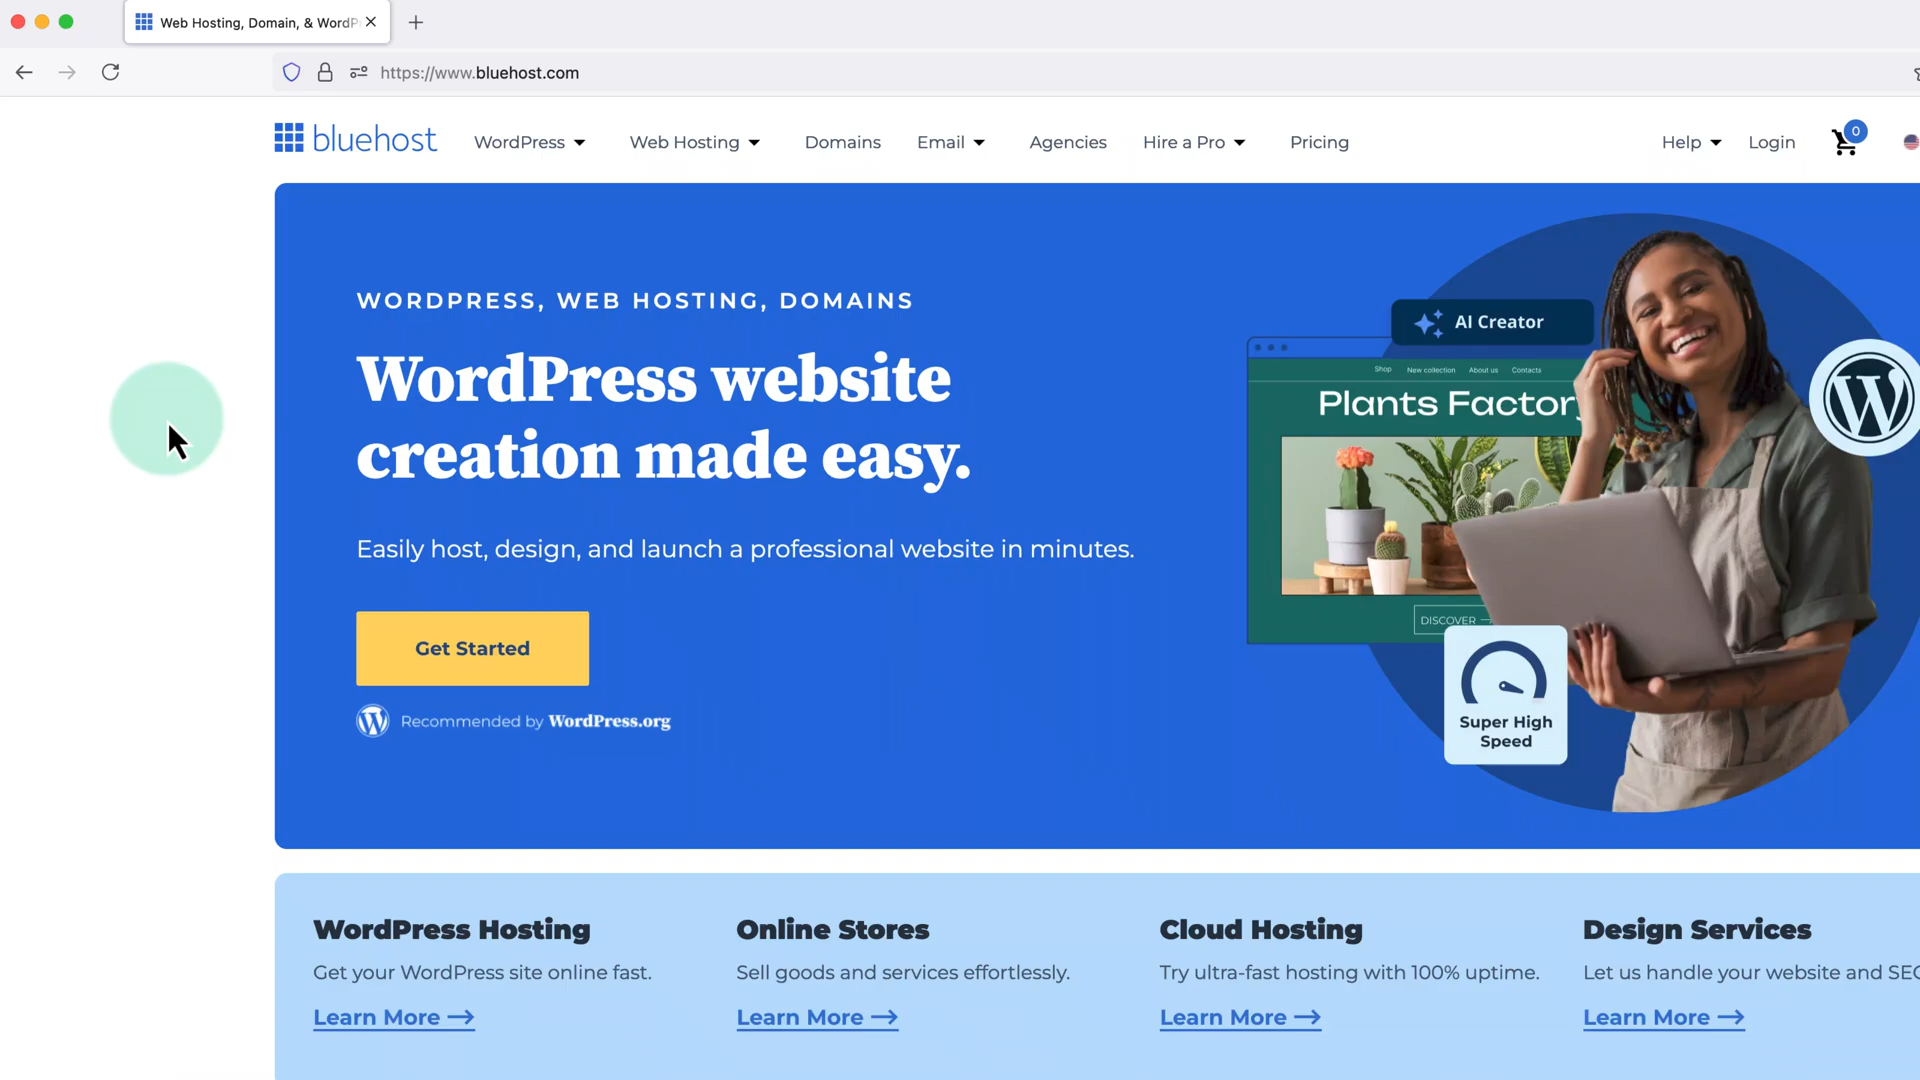 Web Hosting, Domain, & WordP
https://www.bluehost.com
bluehost
WordPress
Web Hosting
Domains
Email
Agencies
Hire a Pro
Pricing
Help
Login
0
WORDPRESS, WEB HOSTING, DOMAINS
WordPress website
creation made easy.
Easily host, design, and launch a professional website in minutes.
Get Started
Recommended by WordPress.org
AI Creator
Shop
New collection
About us
Contacts
Plants Factory
DISCOVER
Super High
Speed
WordPress Hosting
Get your WordPress site online fast.
Learn More
Online Stores
Sell goods and services effortlessly.
Learn More
Cloud Hosting
Try ultra-fast hosting with 100% uptime.
Learn More
Design Services
Let us handle your website and SEO
Learn More